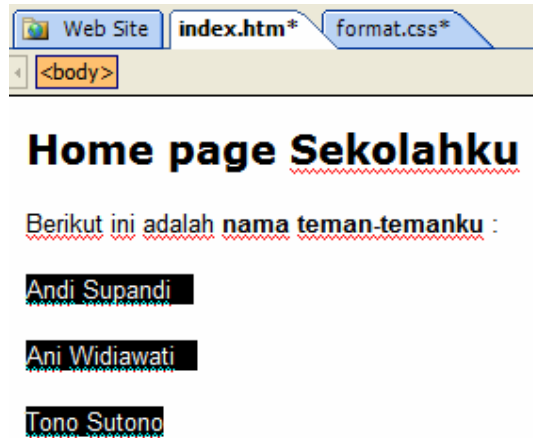 Web Site index.htm* format.css*
<body>
Home page Sekolahku
Berikut ini adalah nama teman-temanku :
Andi Supandi
Ani Widiawati
Tono Sutono